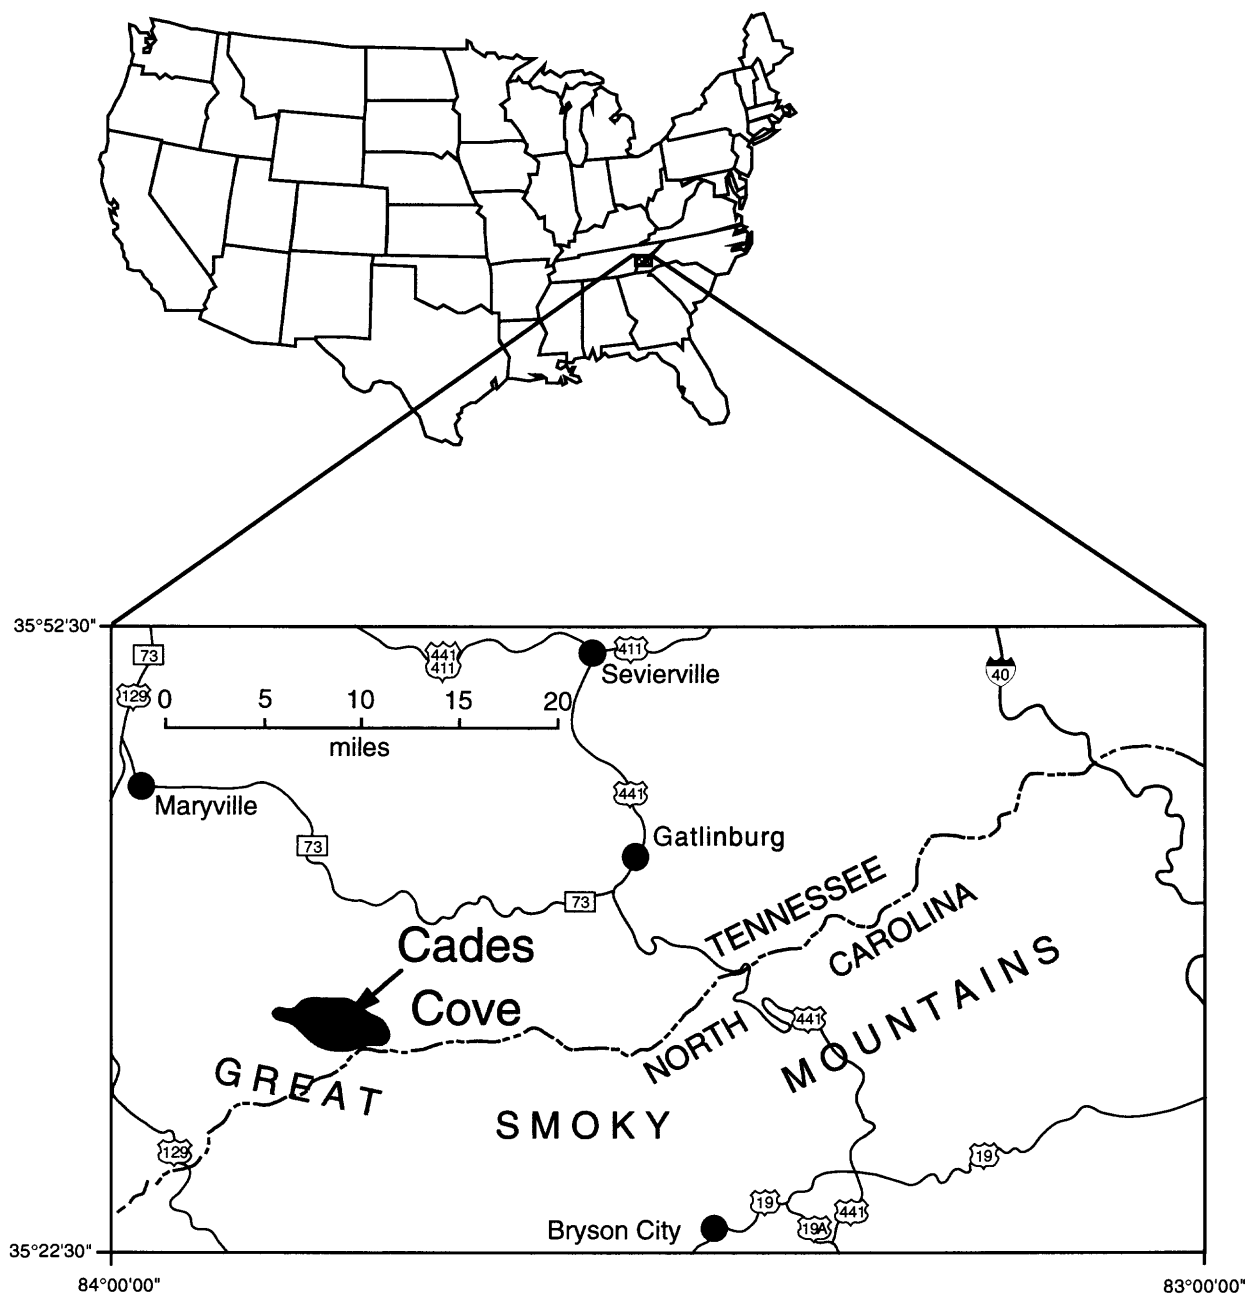 35°52'30"
73
441
411
411
Sevierville
40
129
0 5 10 15 20
miles
441
Maryville
Gatlinburg
73
73
TENNESSEE
Cades
Cove
CAROLINA
NORTH
441
MOUNTAINS
GREAT
SMOKY
129
19
19
441
19A
Bryson City
35°22'30"
84°00'00"
83°00'00"